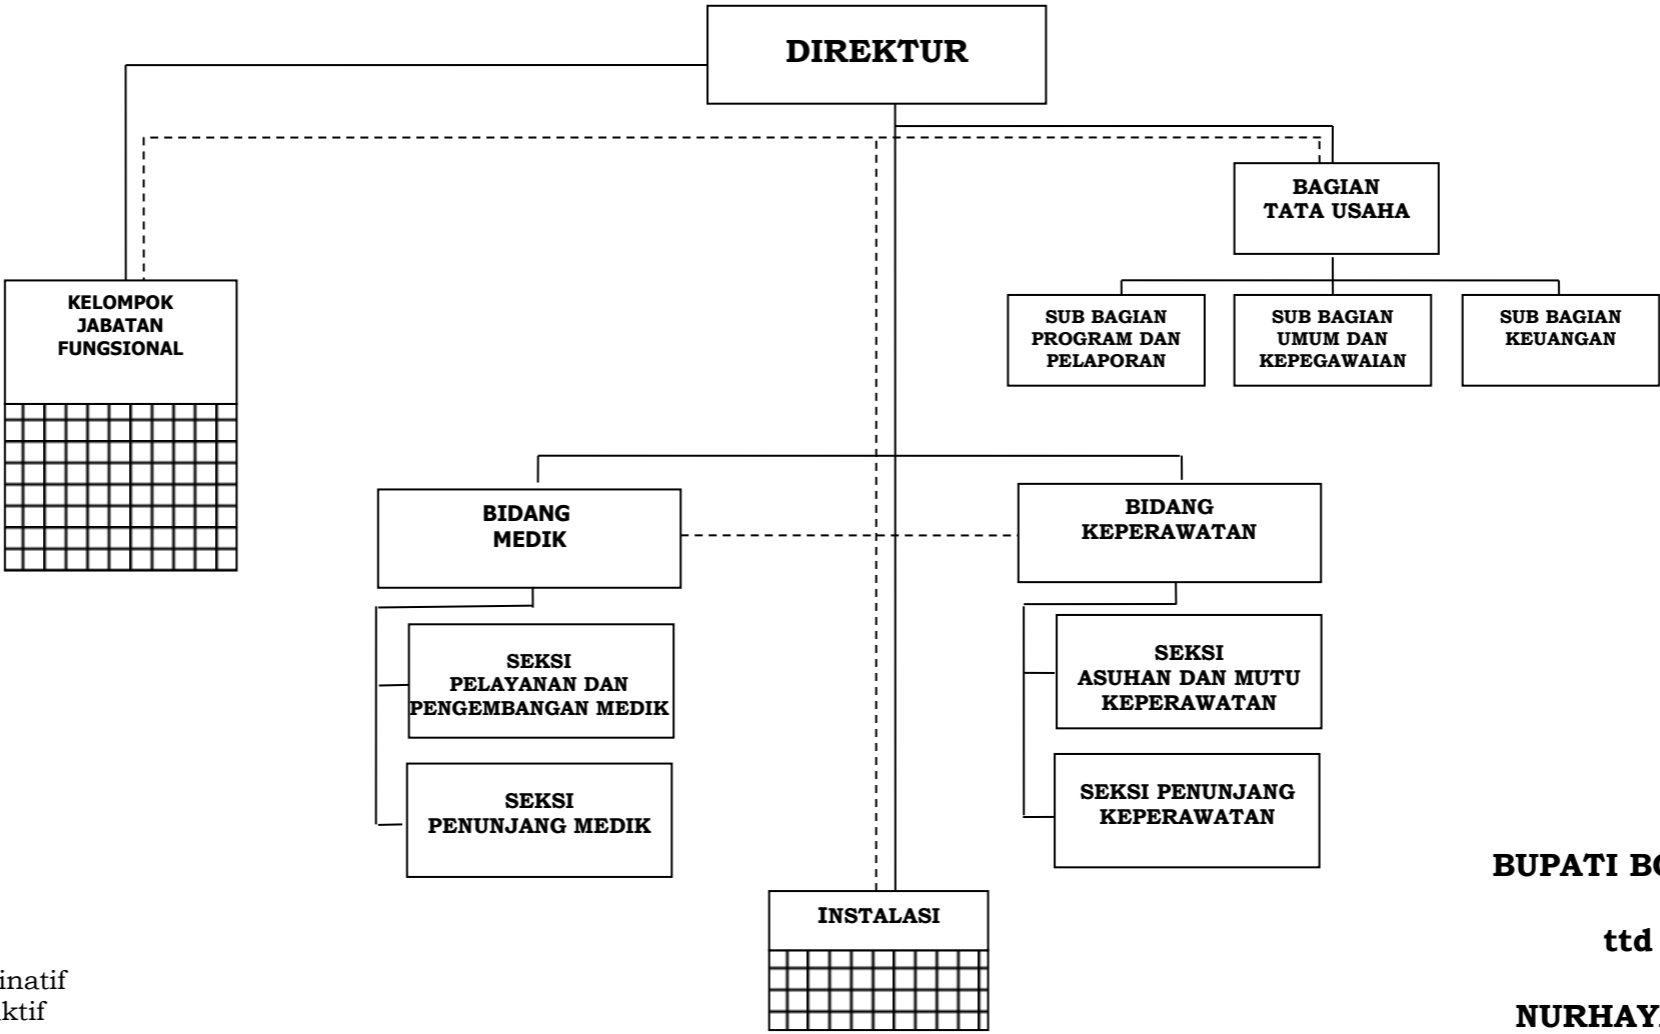 DIREKTUR
BAGIAN
TATA USAHA
KELOMPOK
JABATAN
FUNGSIONAL
SUB BAGIAN
PROGRAM DAN
PELAPORAN
SUB BAGIAN
UMUM DAN
KEPEGAWAIAN
SUB BAGIAN
KEUANGAN
BIDANG
MEDIK
BIDANG
KEPERAWATAN
SEKSI
PELAYANAN DAN
PENGEMBANGAN MEDIK
SEKSI
ASUHAN DAN MUTU
KEPERAWATAN
SEKSI
PENUNJANG MEDIK
SEKSI PENUNJANG
KEPERAWATAN
INSTALASI
BUPATI
ttd